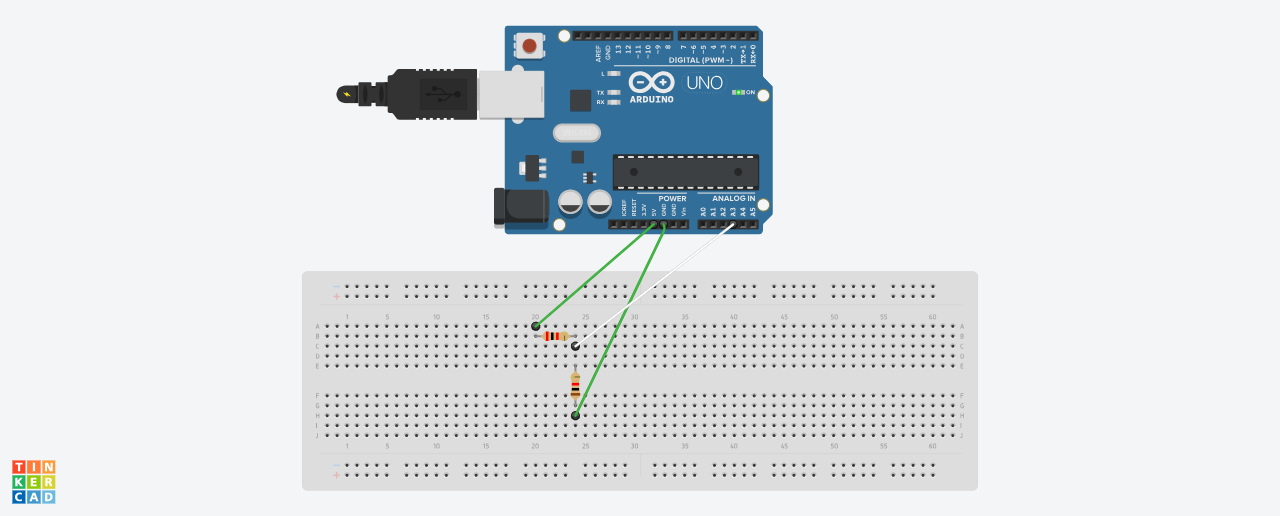 AREF
GND
13
12
~11
~10
~9
8
7
~6
~5
4
~3
2
TX→1
RX←0
DIGITAL (PWM~)
L
TX
RX
ARDUINO
UNO
ON
POWER
ANALOG IN
IOREF
RESET
3.3V
5V
GND
GND
Vin
A0
A1
A2
A3
A4
A5
1 5 10 15 20 25 30 35 40 45 50 55 60
A A
B B
C C
D D
E E
F F
G G
H H
I I
J J
1 5 10 15 20 25 30 35 40 45 50 55 60
TIN
KER
CAD